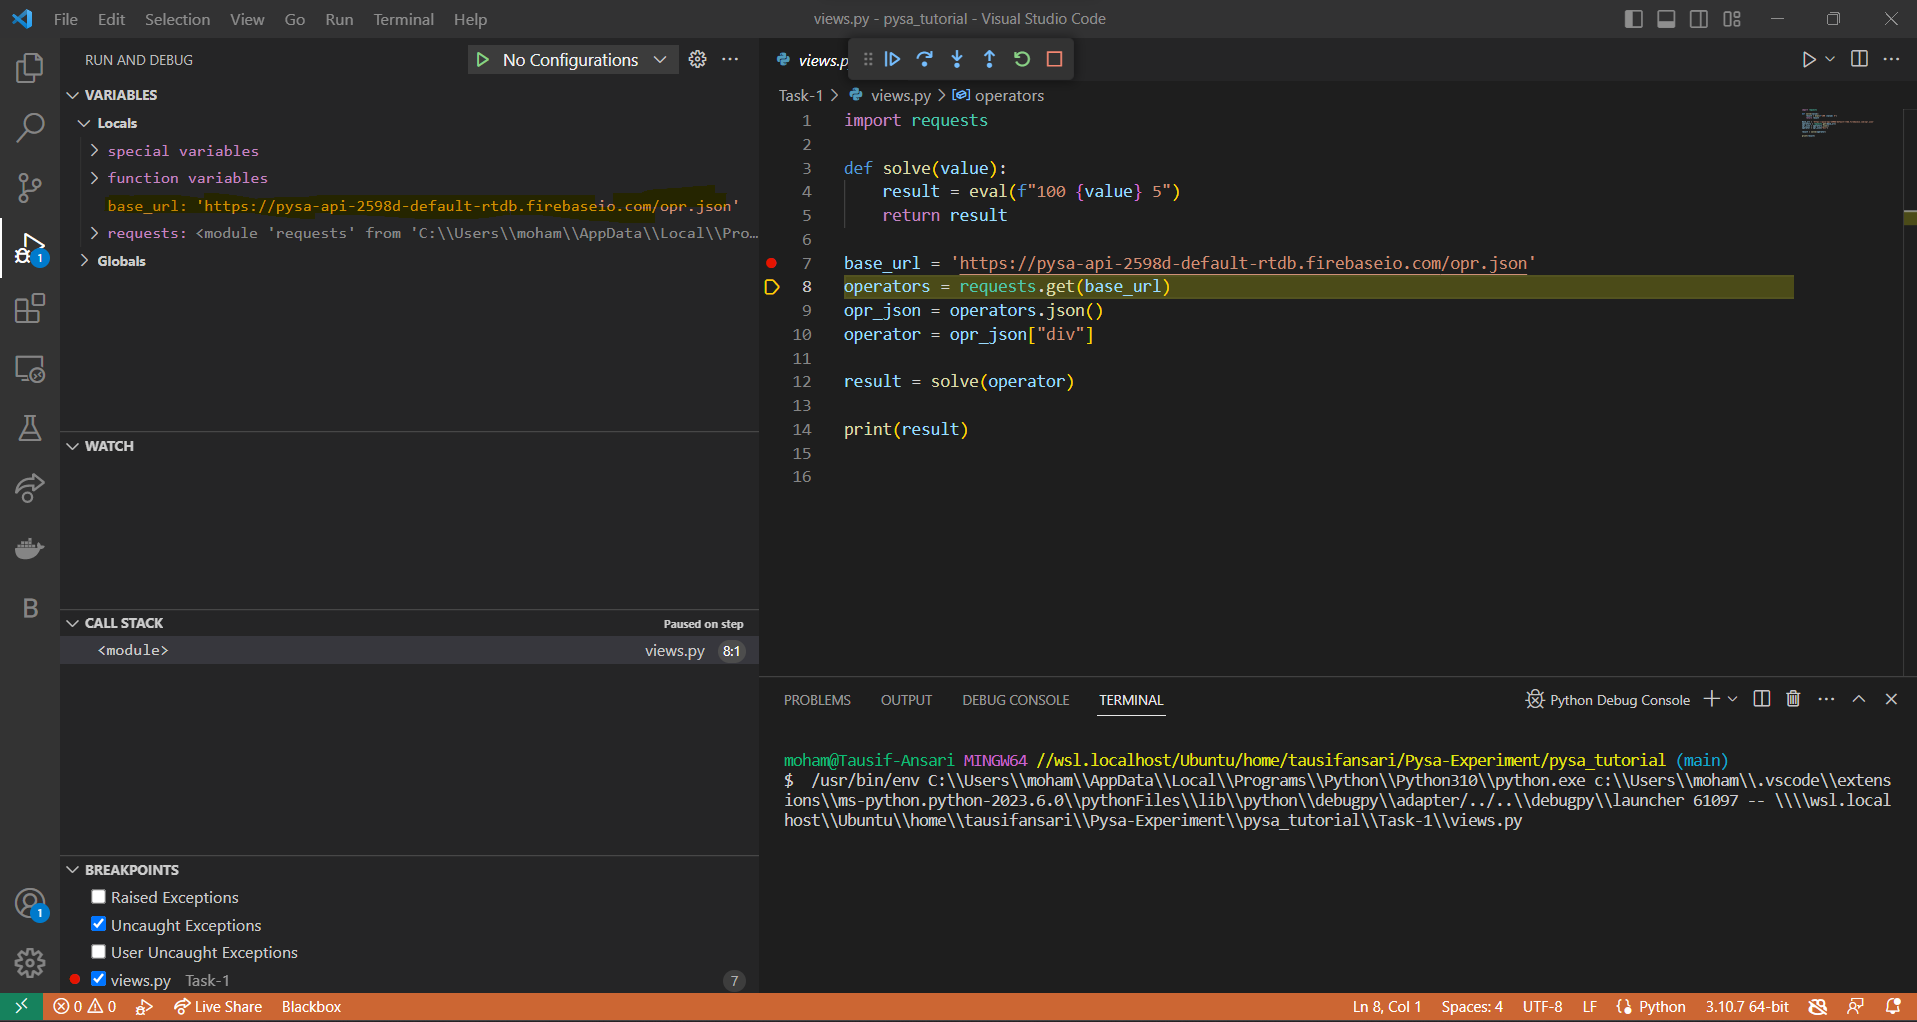 File Edit Selection View Go Run Terminal Help
views.py - pysa_tutorial - Visual Studio Code
RUN AND DEBUG
No Configurations
VARIABLES
Locals
special variables
function variables
base_url: 'https://pysa-api-2598d-default-rtdb.firebaseio.com/opr.json'
requests: <module 'requests' from 'C:\\Users\\moham\\AppData\\Local\\Pro...
Globals
WATCH
CALL STACK
Paused on step
<module>
views.py 8:1
BREAKPOINTS
Raised Exceptions
Uncaught Exceptions
User Uncaught Exceptions
views.py Task-1 7
1
B
1
views.p
Task-1 > views.py > operators
1 import requests
2
3 def solve(value):
4 result = eval(f"100 {value} 5")
5 return result
6
7 base_url = 'https://pysa-api-2598d-default-rtdb.firebaseio.com/opr.json'
8 operators = requests.get(base_url)
9 opr_json = operators.json()
10 operator = opr_json["div"]
11
12 result = solve(operator)
13
14 print(result)
15
16
PROBLEMS OUTPUT DEBUG CONSOLE TERMINAL
Python Debug Console
moham@Tausif-Ansari MINGW64 //wsl.localhost/Ubuntu/home/tausifansari/Pysa-Experiment/pysa_tutorial (main)
$ /usr/bin/env C:\\Users\\moham\\AppData\\Local\\Programs\\Python\\Python310\\python.exe c:\\Users\\moham\\.vscode\\extens
ions\\ms-python.python-2023.6.0\\pythonFiles\\lib\\python\\debugpy\\adapter/../..\\debugpy\\launcher 61097 -- \\\\wsl.local
host\\Ubuntu\\home\\tausifansari\\Pysa-Experiment\\pysa_tutorial\\Task-1\\views.py
0 0 Live Share Blackbox
Ln 8, Col 1 Spaces: 4 UTF-8 LF Python 3.10.7 64-bit